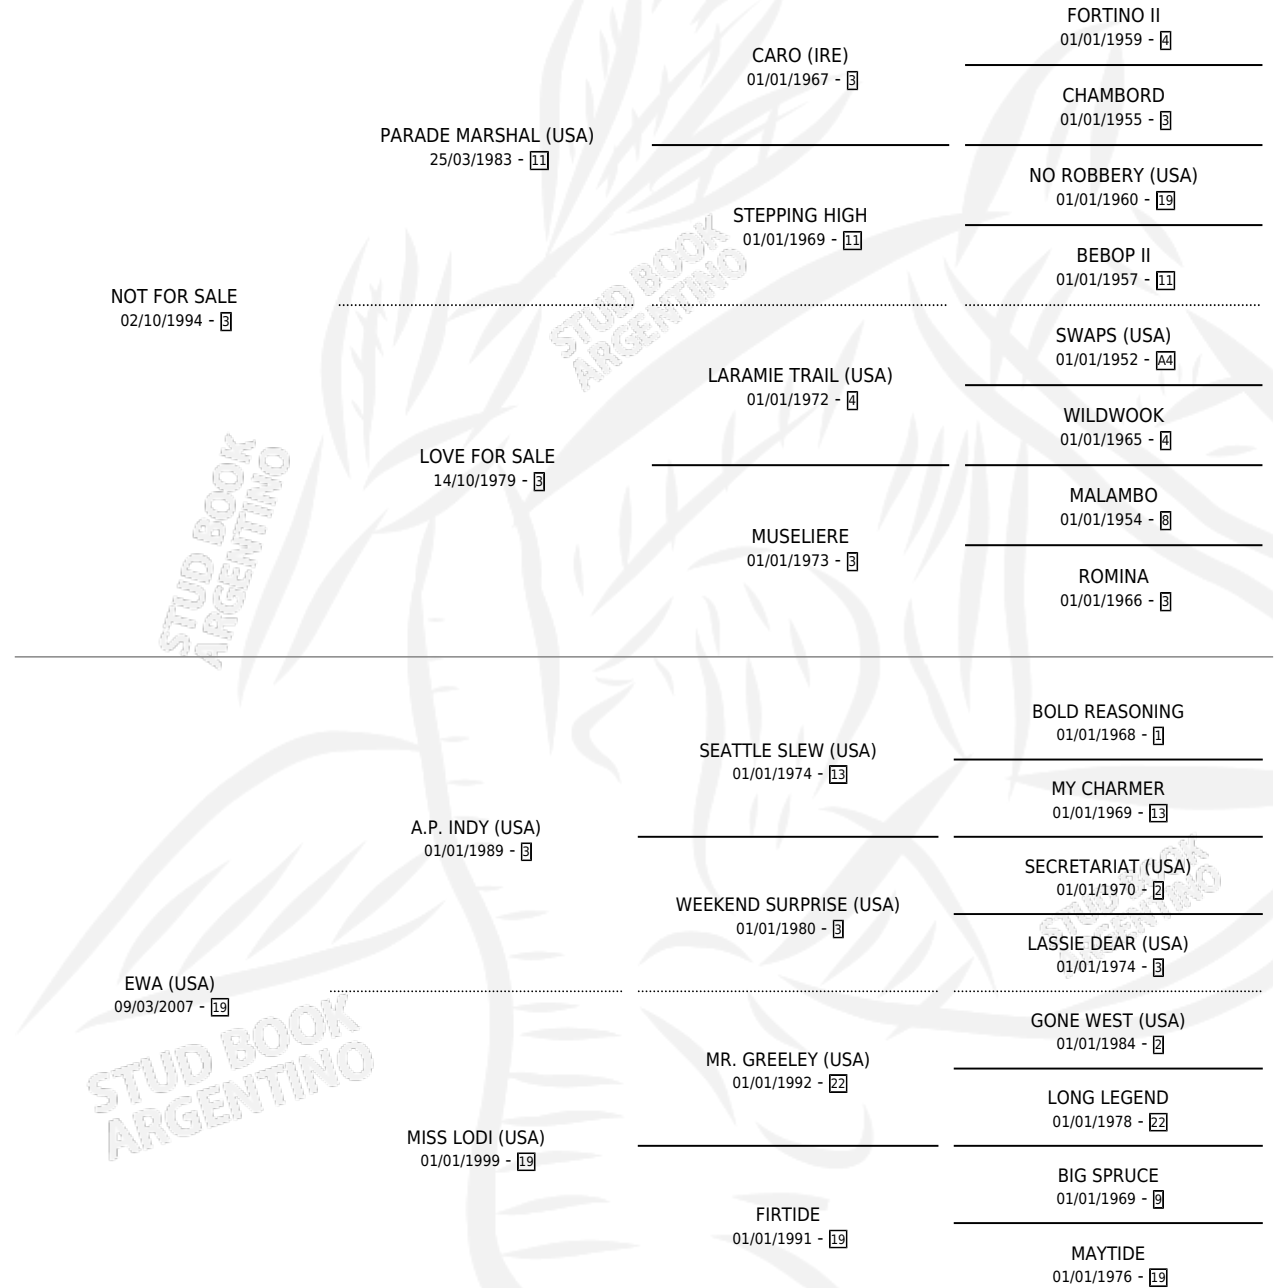 FORTINO II
01/01/1959 - 4
CARO (IRE)
01/01/1967 - 3
CHAMBORD
01/01/1955 - 3
PARADE MARSHAL (USA)
25/03/1983 - 11
NO ROBBERY (USA)
01/01/1960 - 19
STEPPING HIGH
01/01/1969 - 11
BEBOP II
01/01/1957 - 11
NOT FOR SALE
02/10/1994 - 3
SWAPS (USA)
01/01/1952 - A4
LARAMIE TRAIL (USA)
01/01/1972 - 4
WILDWOOK
01/01/1965 - 4
LOVE FOR SALE
14/10/1979 - 3
MALAMBO
01/01/1954 - 8
MUSELIERE
01/01/1973 - 3
ROMINA
01/01/1966 - 3
BOLD REASONING
01/01/1968 - 1
SEATTLE SLEW (USA)
01/01/1974 - 13
MY CHARMER
01/01/1969 - 13
A.P. INDY (USA)
01/01/1989 - 3
SECRETARIAT (USA)
01/01/1970 - 2
WEEKEND SURPRISE (USA)
01/01/1980 - 3
LASSIE DEAR (USA)
01/01/1974 - 3
EWA (USA)
09/03/2007 - 19
GONE WEST (USA)
01/01/1984 - 2
MR. GREELEY (USA)
01/01/1992 - 22
LONG LEGEND
01/01/1978 - 22
MISS LODI (USA)
01/01/1999 - 19
BIG SPRUCE
01/01/1969 - 9
FIRTIDE
01/01/1991 - 19
MAYTIDE
01/01/1976 - 19
STUD BOOK
ARGENTINO
STUD BOOK
ARGENTINO
STUD BOOK
ARGENTINO
STUD BOOK
ARGENTINO